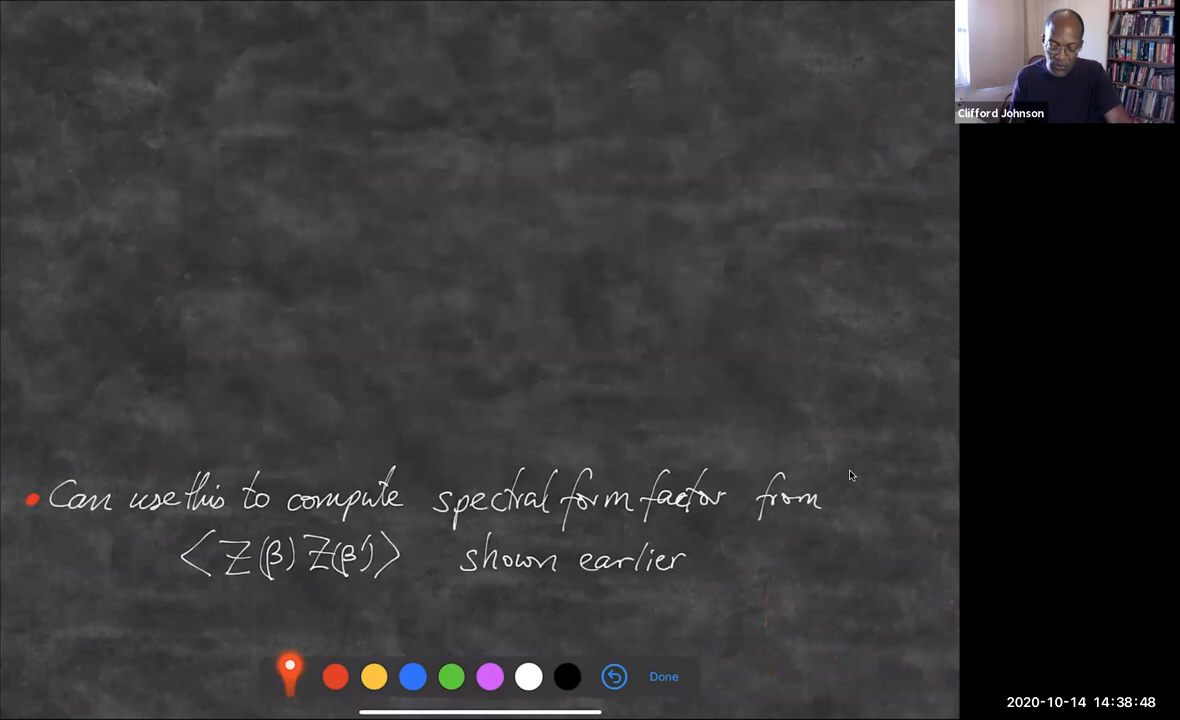 Clifford Johnson
• Can use this to compute spectral form factor from
<Z(β) Z(β')> shown earlier
Done
2020-10-14 14:38:48